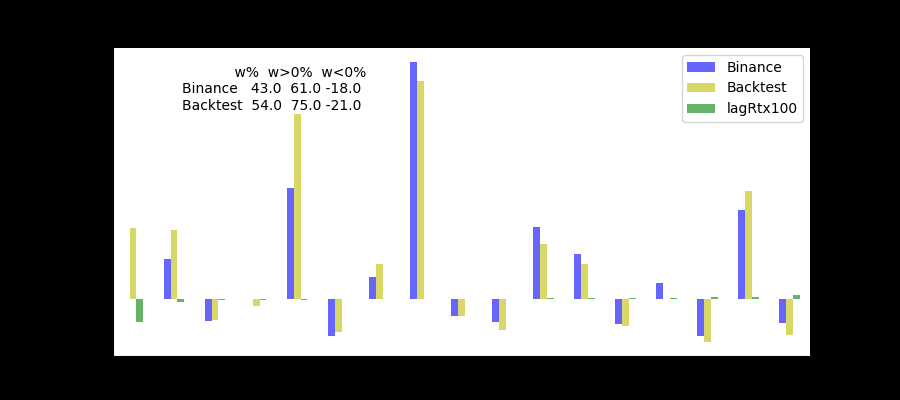 w% w>0% w<0%
Binance 43.0 61.0 -18.0
Backtest 54.0 75.0 -21.0
Binance
Backtest
lagRtx100